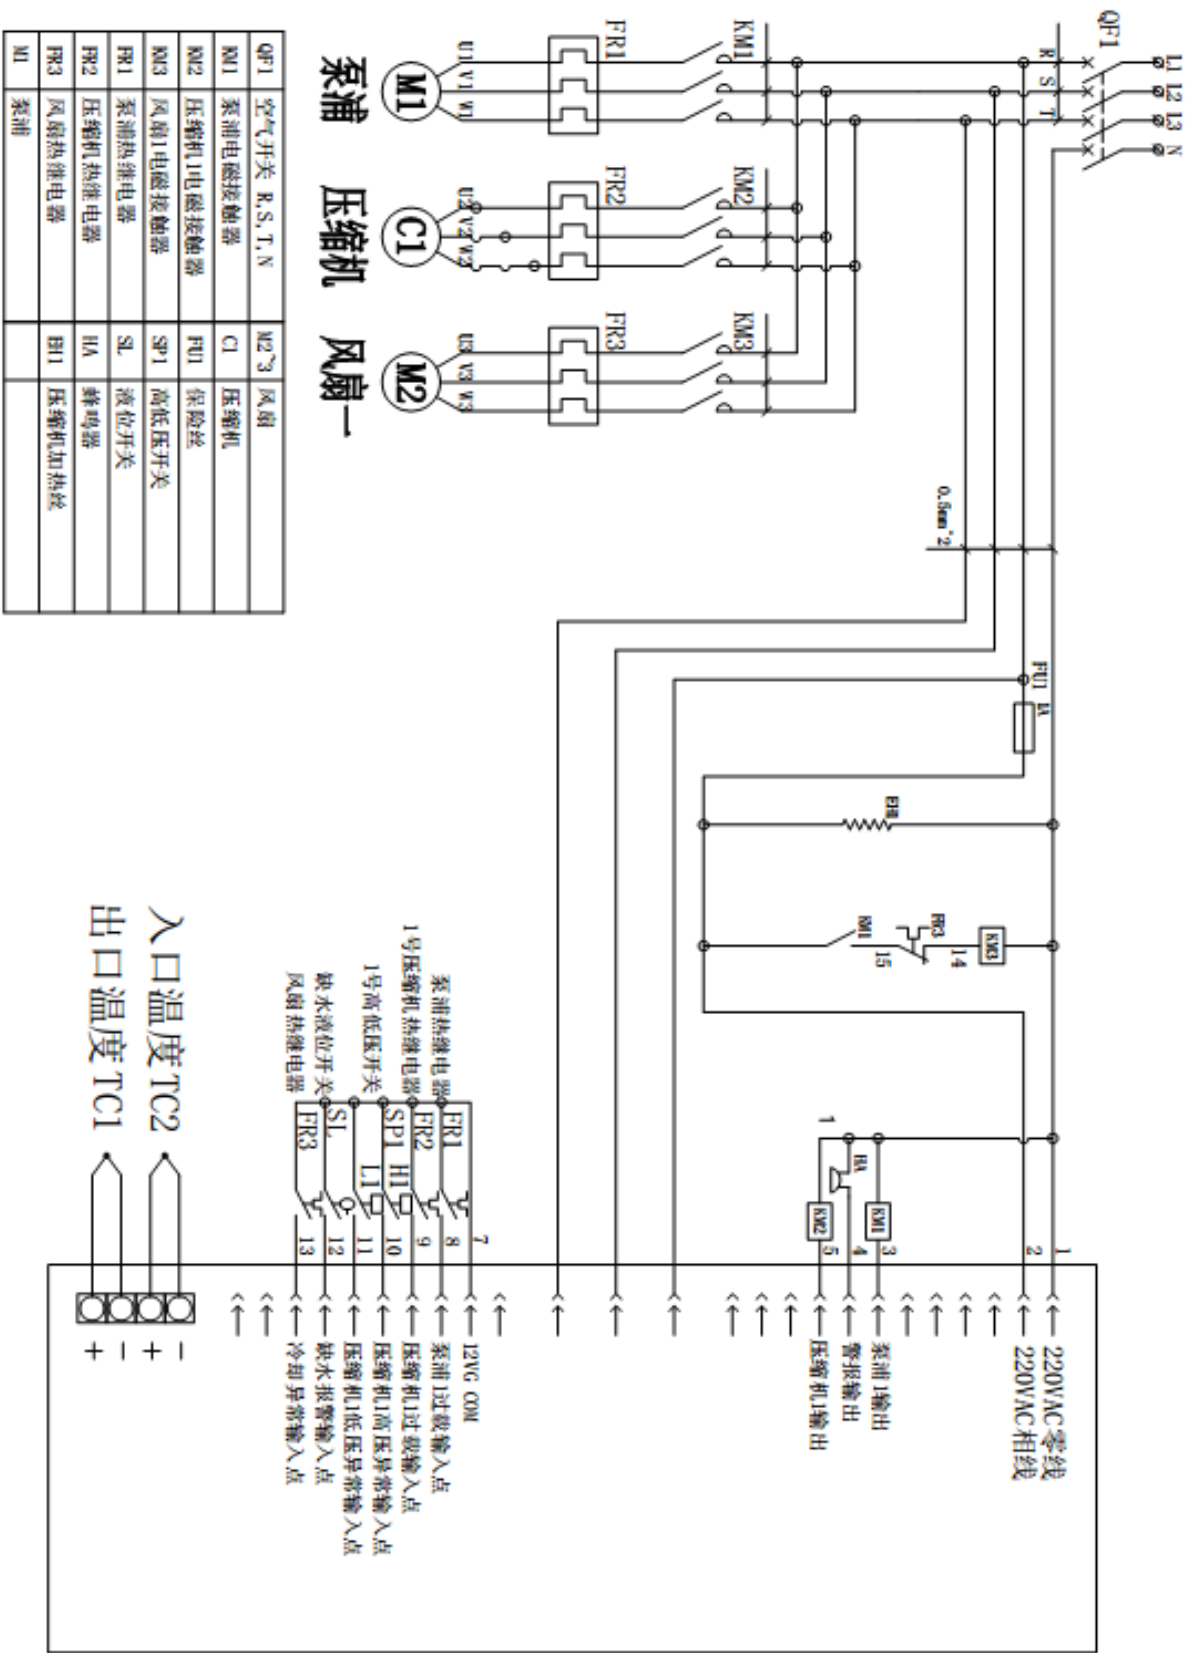 L1
L2
L3
N
QF1
R
S
T
KM1
KM2
KM3
FR1
FR2
FR3
U1 V1 W1
U2 V2 W2
U3 V3 W3
M1
C1
M2
泵浦
压缩机
风扇一
0.5mm^2
FU1
1A
EH1
KM3
14
FR3
15
KM1
1
HA
KM1
KM2
3
4
5
1
2
220VAC零线
220VAC相线
泵浦1输出
警报输出
压缩机1输出
泵浦热继电器
1号压缩机热继电器
1号高低压开关
缺水液位开关
风扇热继电器
FR1
FR2
SP1 H1
L1
SL
FR3
7
8
9
10
11
12
13
12VG COM
泵浦1过载输入点
压缩机1过载输入点
压缩机1高压异常输入点
压缩机1低压异常输入点
缺水报警输入点
冷却异常输入点
入口温度TC2
出口温度TC1
−
+
−
+
QF1 空气开关 R,S,T,N M2~3 风扇
KM1 泵浦电磁接触器 C1 压缩机
KM2 压缩机1电磁接触器 FU1 保险丝
KM3 风扇1电磁接触器 SP1 高低压开关
FR1 泵浦热继电器 SL 液位开关
FR2 压缩机热继电器 HA 蜂鸣器
FR3 风扇热继电器 EH1 压缩机加热丝
M1 泵浦